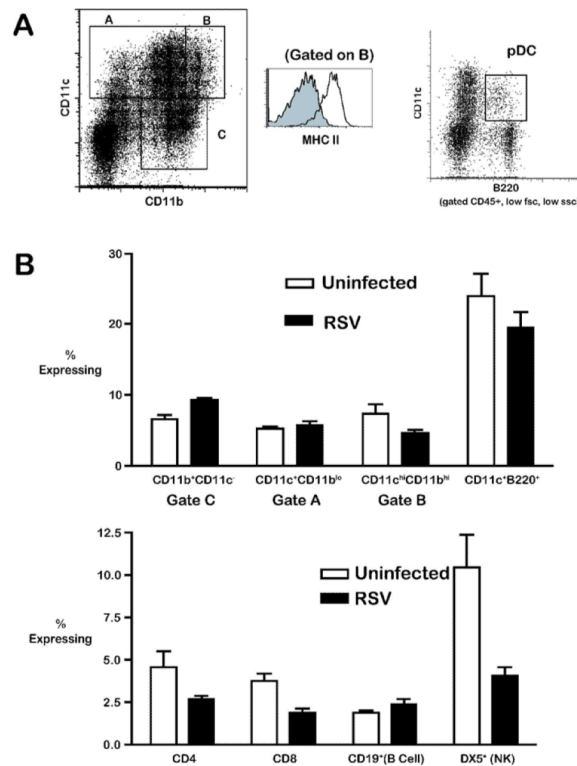 A
A
B
C
CD11c
CD11b
(Gated on B)
MHC II
pDC
CD11c
B220
(gated CD45+, low fsc, low ssc)
B
30
20
10
0
%
Expressing
Uninfected
RSV
CD11b⁺CD11c⁻
CD11c⁺CD11bˡᵒ
CD11cʰⁱCD11bʰⁱ
CD11c⁺B220⁺
Gate C
Gate A
Gate B
12.5
10.0
7.5
5.0
2.5
0.0
%
Expressing
Uninfected
RSV
CD4
CD8
CD19⁺(B Cell)
DX5⁺ (NK)